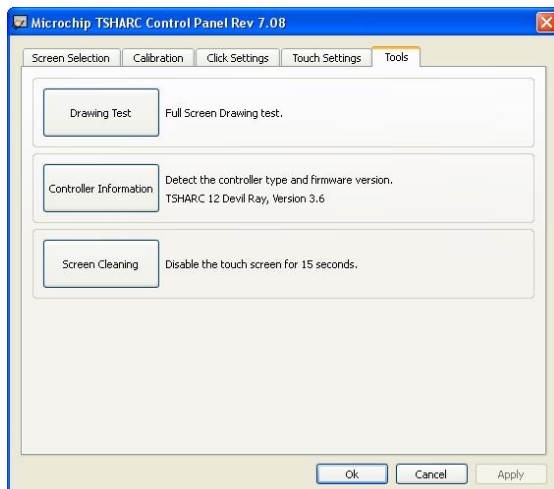 Microchip TSHARC Control Panel Rev 7.08
Screen Selection Calibration Click Settings Touch Settings Tools
Drawing Test Full Screen Drawing test.
Controller Information Detect the controller type and firmware version.
TSHARC 12 Devil Ray, Version 3.6
Screen Cleaning Disable the touch screen for 15 seconds.
Ok Cancel Apply